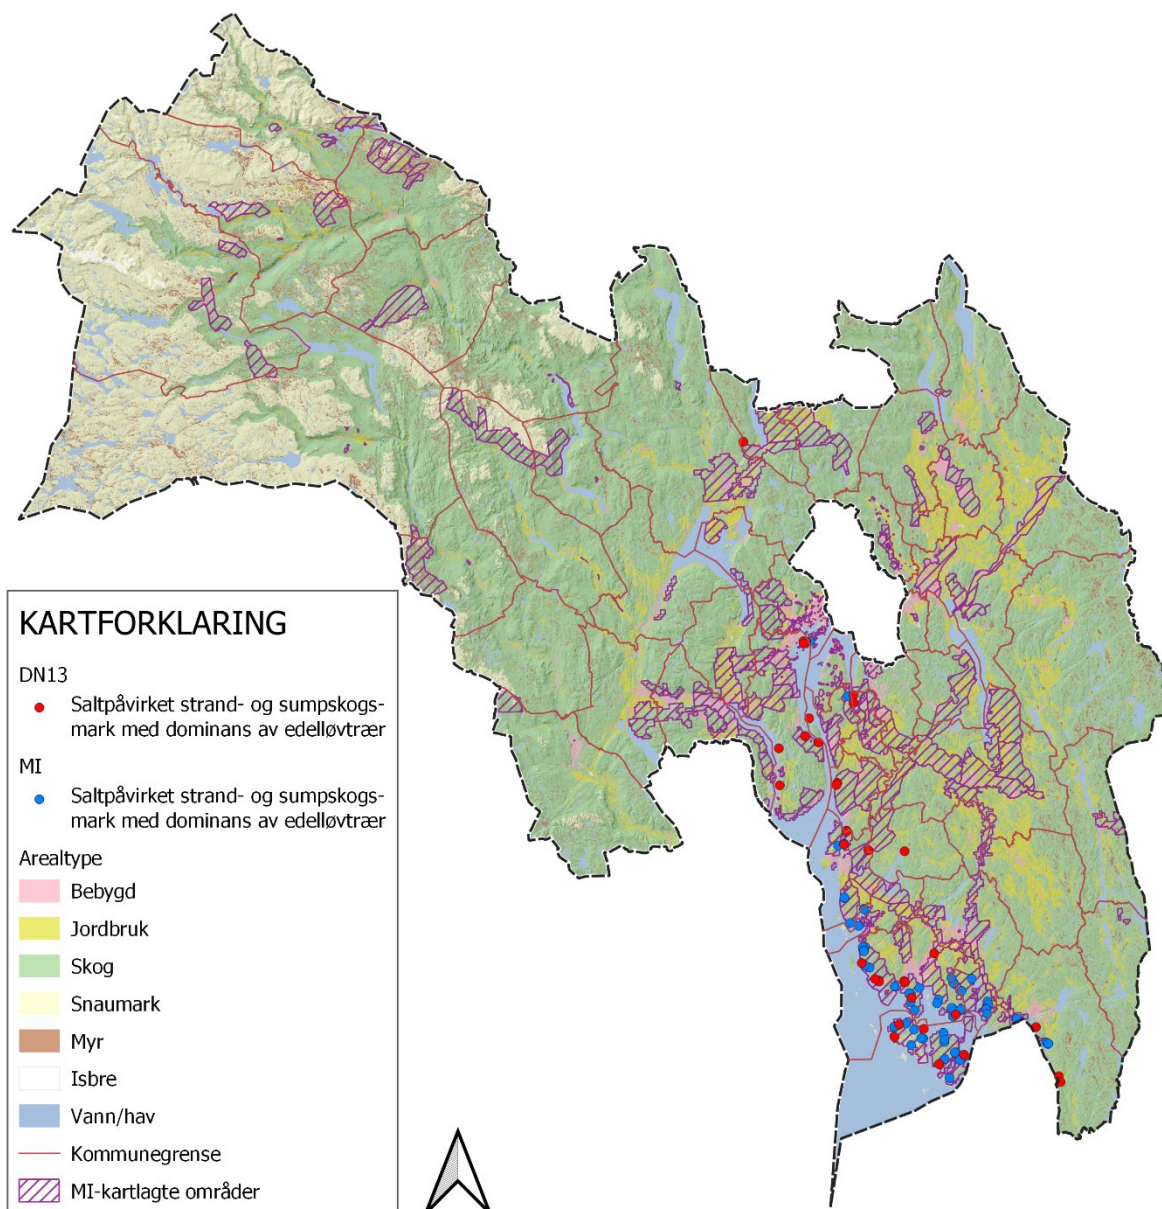 KARTFORKLARING
DN13
Saltpåvirket strand- og sumpskogs-
mark med dominans av edelløvtrær
MI
Saltpåvirket strand- og sumpskogs-
mark med dominans av edelløvtrær
Arealtype
Bebygd
Jordbruk
Skog
Snaumark
Myr
Isbre
Vann/hav
Kommunegrense
MI-kartlagte områder